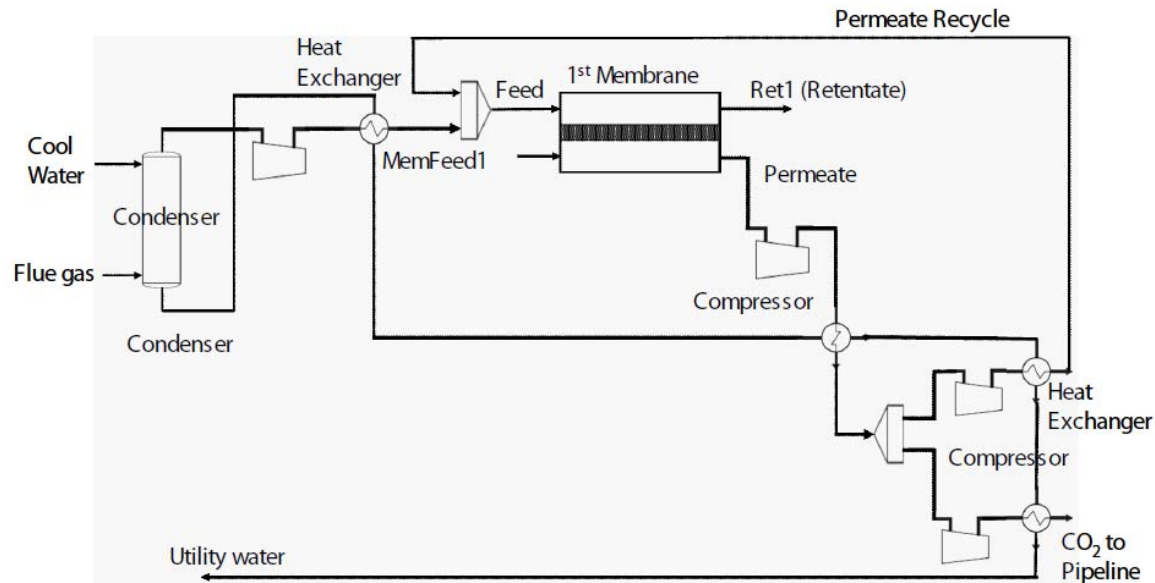 Permeate Recycle
Heat
Exchanger
1st Membrane
Feed
Ret1 (Retentate)
Cool
Water
MemFeed1
Permeate
Condenser
Flue gas
Compressor
Condenser
Heat
Exchanger
Compressor
Utility water
CO2 to
Pipeline